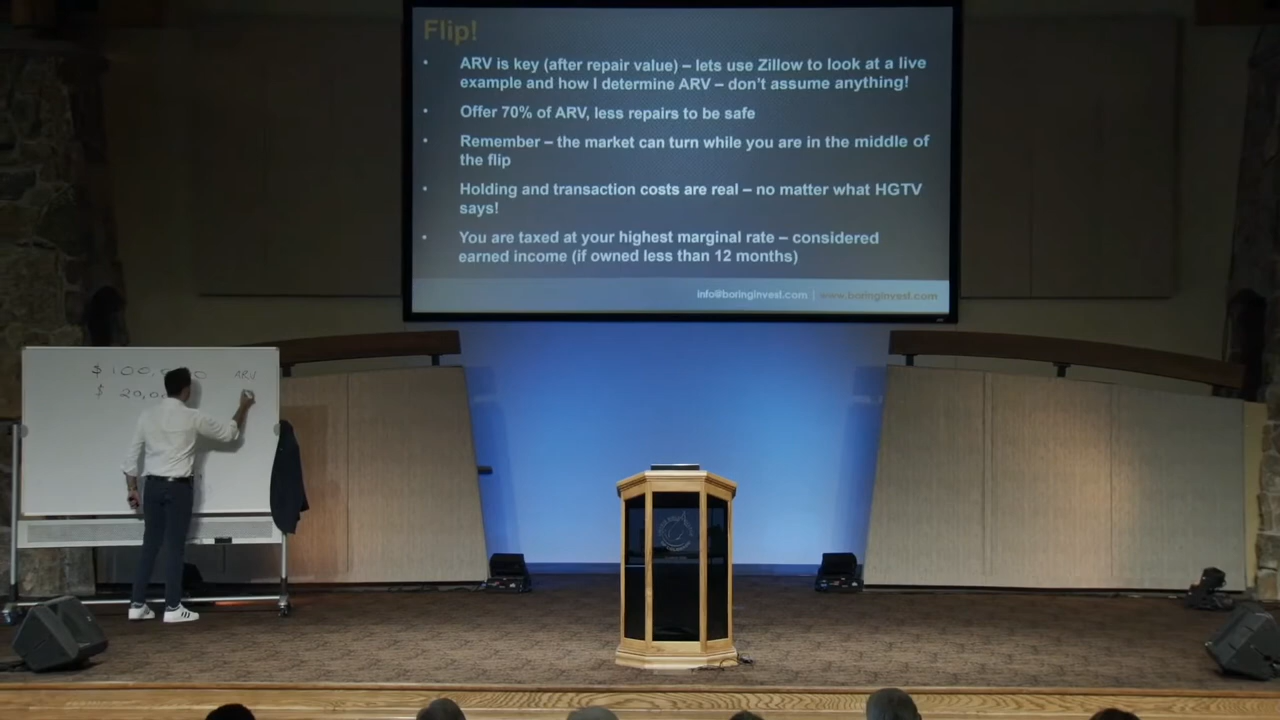 Flip!
• ARV is key (after repair value) – lets use Zillow to look at a live
example and how I determine ARV – don't assume anything!
• Offer 70% of ARV, less repairs to be safe
• Remember – the market can turn while you are in the middle of
the flip
• Holding and transaction costs are real – no matter what HGTV
says!
• You are taxed at your highest marginal rate – considered
earned income (if owned less than 12 months)
info@boringinvest.com | www.boringinvest.com
ARV